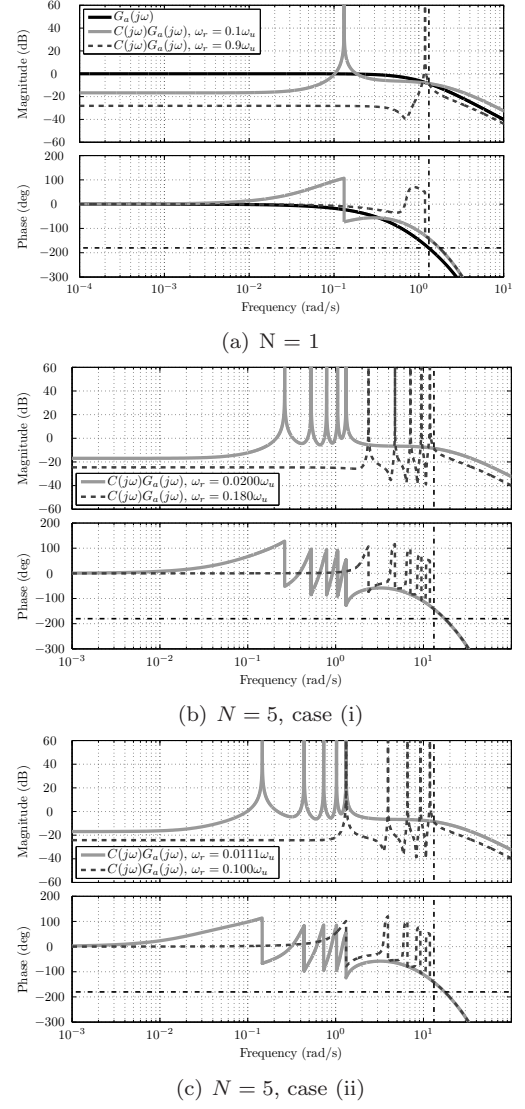 60
40
20
0
−20
−40
−60
Magnitude (dB)
G_a(jω)
C(jω)G_a(jω), ω_r = 0.1ω_u
C(jω)G_a(jω), ω_r = 0.9ω_u
200
100
0
−100
−200
−300
Phase (deg)
10^−4 10^−3 10^−2 10^−1 10^0 10^1
Frequency (rad/s)
(a) N = 1
60
40
20
0
−20
−40
−60
Magnitude (dB)
C(jω)G_a(jω), ω_r = 0.0200ω_u
C(jω)G_a(jω), ω_r = 0.180ω_u
200
100
0
−100
−200
−300
Phase (deg)
10^−3 10^−2 10^−1 10^0 10^1
Frequency (rad/s)
(b) N = 5, case (i)
60
40
20
0
−20
−40
−60
Magnitude (dB)
C(jω)G_a(jω), ω_r = 0.0111ω_u
C(jω)G_a(jω), ω_r = 0.100ω_u
200
100
0
−100
−200
−300
Phase (deg)
10^−3 10^−2 10^−1 10^0 10^1
Frequency (rad/s)
(c) N = 5, case (ii)